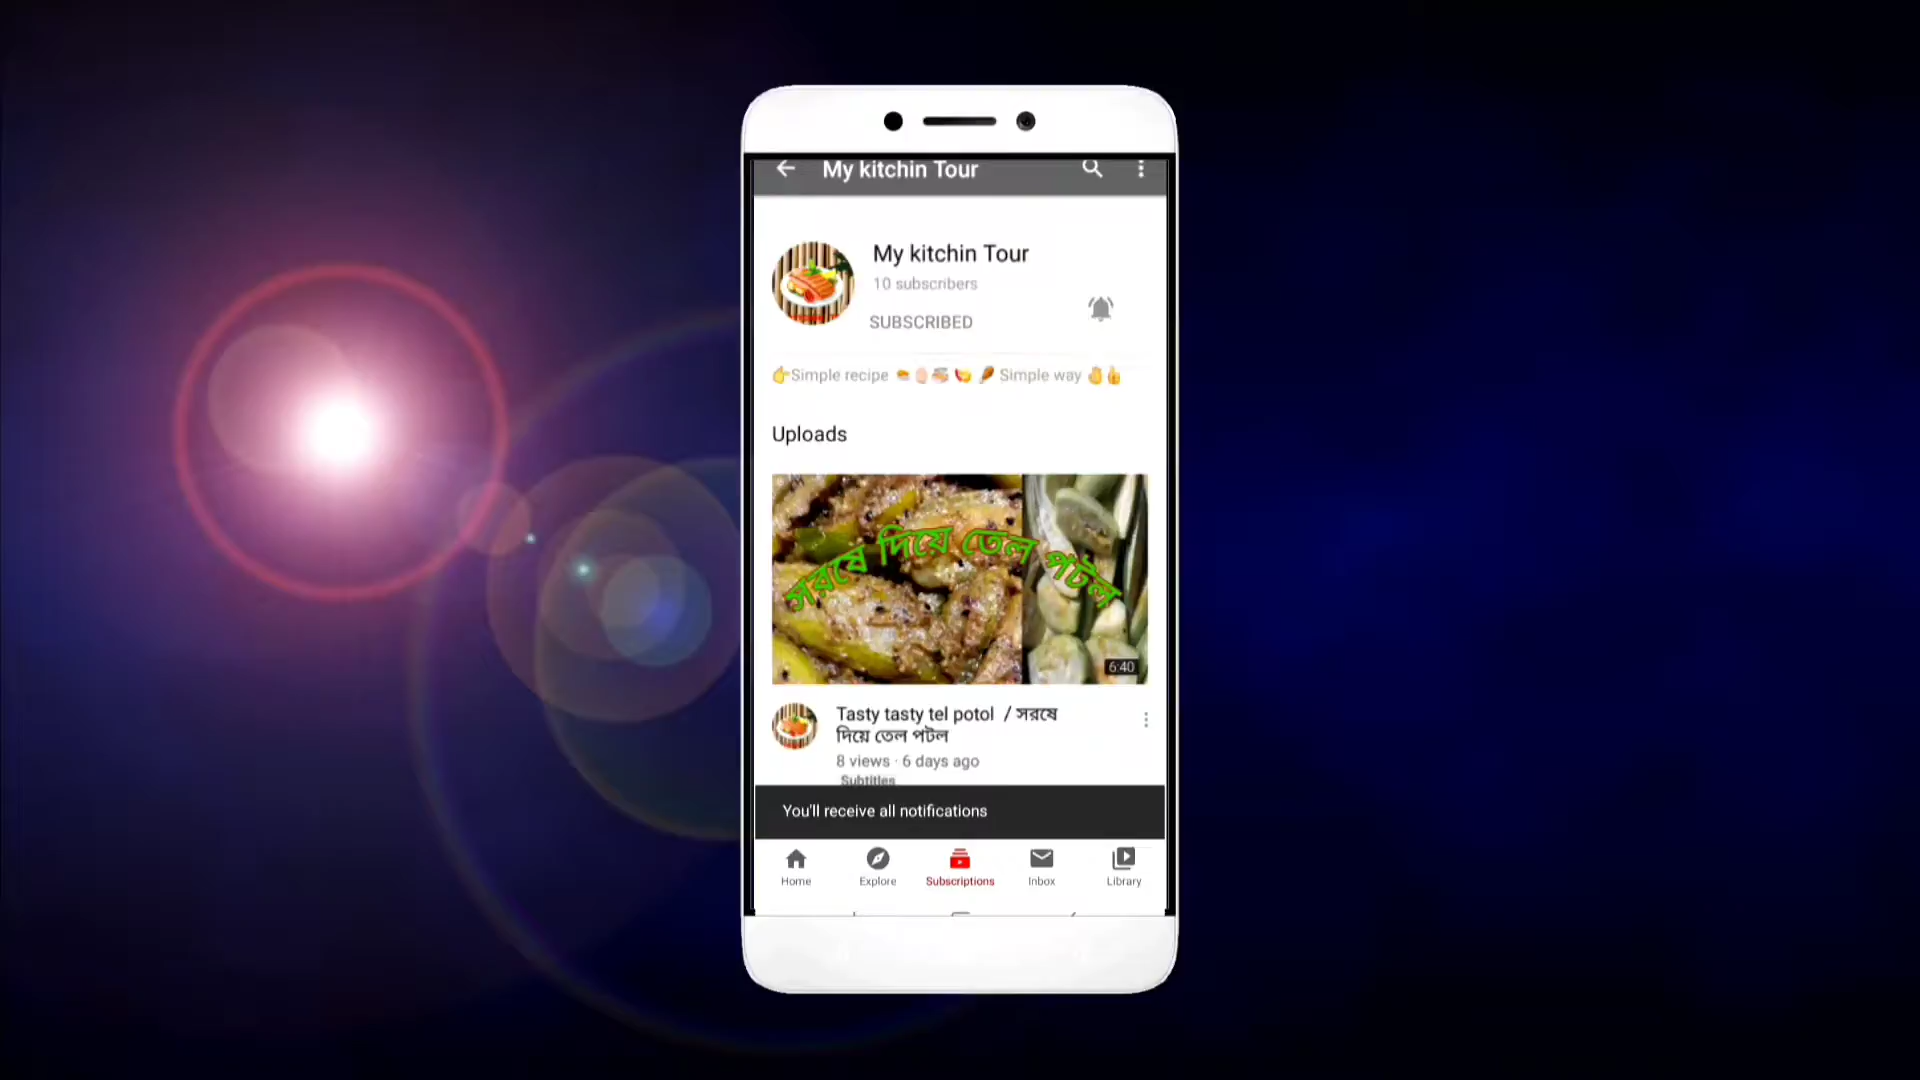 My kitchin Tour
My kitchin Tour
10 subscribers
SUBSCRIBED
👉Simple recipe Simple way
Uploads
সরষে দিয়ে তেল পটল
6:40
Tasty tasty tel potol / সরষে
দিয়ে তেল পটল
8 views · 6 days ago
Subtitles
You'll receive all notifications
Home Explore Subscriptions Inbox Library